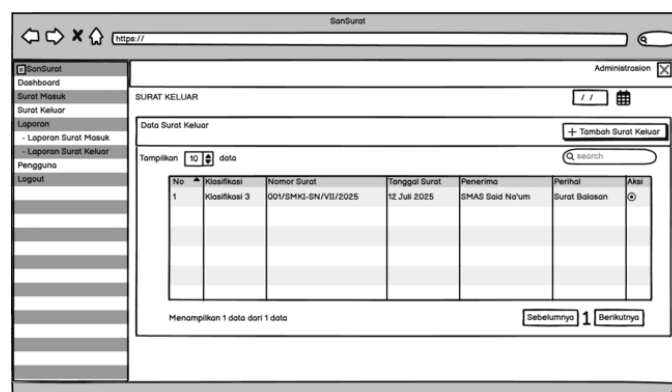 SanSurat
https://
SanSurat
Dashboard
Surat Masuk
Surat Keluar
Laporan
- Laporan Surat Masuk
- Laporan Surat Keluar
Pengguna
Logout
Administrasion
SURAT KELUAR
/ /
Data Surat Keluar
+ Tambah Surat Keluar
Tampilkan 10 data
search
No Klasifikasi Nomor Surat Tanggal Surat Penerima Perihal Aksi
1 Klasifikasi 3 001/SMKI-SN/VII/2025 12 Juli 2025 SMAS Said Na'um Surat Balasan
Menampilkan 1 data dari 1 data
Sebelumnya 1 Berikutnya